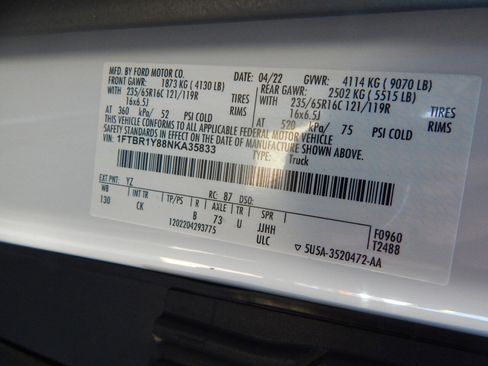 MFD. BY FORD MOTOR CO. DATE: 04/22 GVWR: 4114 KG ( 9070 LB)
FRONT GAWR: 1873 KG ( 4130 LB) REAR GAWR: 2502 KG ( 5515 LB)
WITH 235/65R16C 121/119R TIRES WITH 235/65R16C 121/119R TIRES
16x6.5J RIMS 16x6.5J RIMS
AT 360 kPa/ 52 PSI COLD AT 520 kPa/ 75 PSI COLD
THIS VEHICLE CONFORMS TO ALL APPLICABLE FEDERAL MOTOR VEHICLE
SAFETY STANDARDS IN EFFECT ON THE DATE OF MANUFACTURE SHOWN ABOVE.
VIN: 1FTBR1Y88NKA35833 TYPE: Truck
EXT PNT: YZ RC: 87 DSO:
WB INT TR TP/PS R AXLE TR SPR F0960
130 CK B 73 U JJHH T2488
1202204293775 ULC ▽ 5USA-3520472-AA